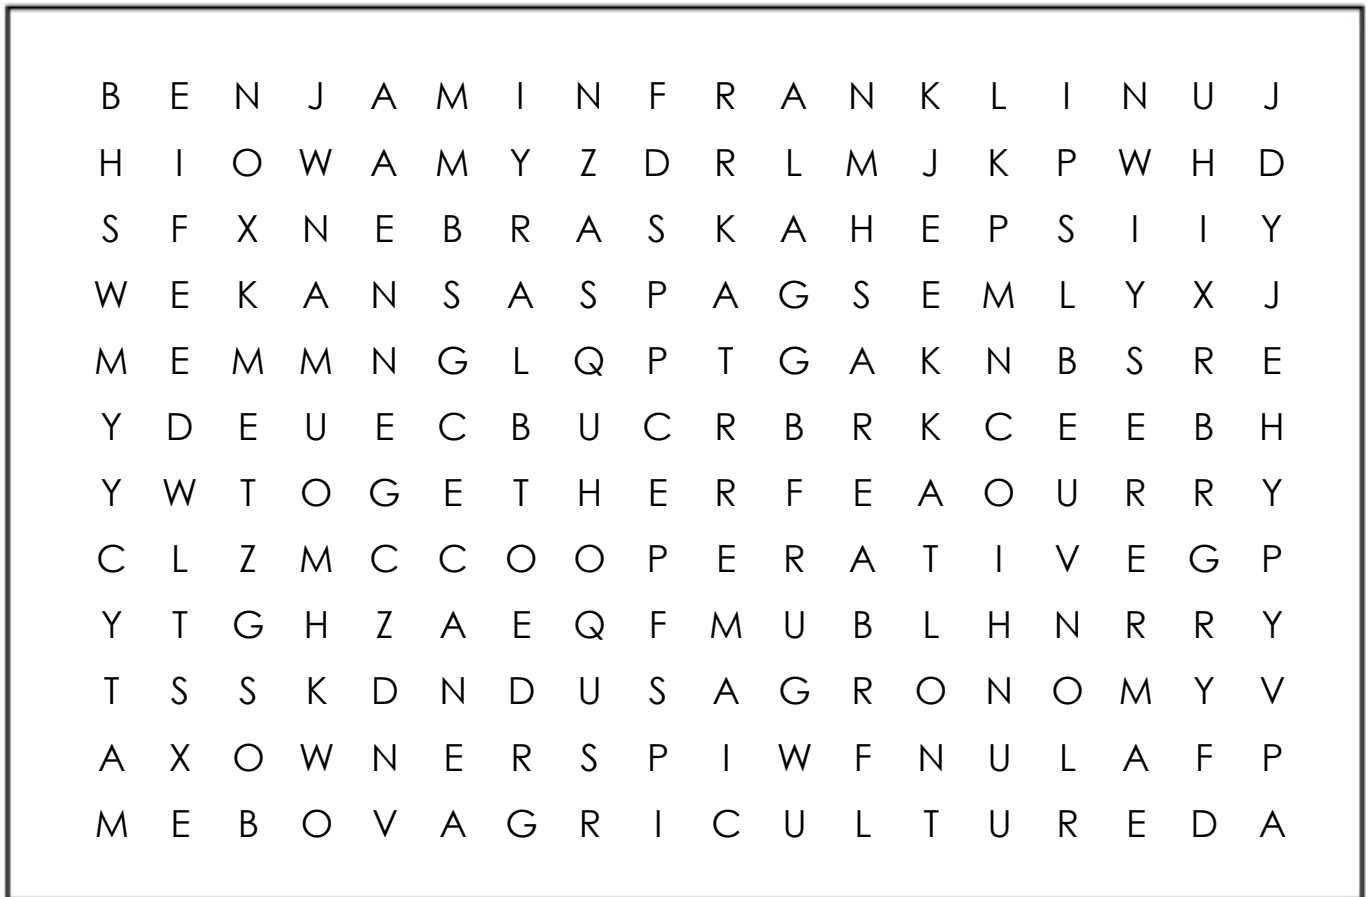 B E N J A M I N F R A N K L I N U J
H I O W A M Y Z D R L M J K P W H D
S F X N E B R A S K A H E P S I I Y
W E K A N S A S P A G S E M L Y X J
M E M M N G L Q P T G A K N B S R E
Y D E U E C B U C R B R K C E E B H
Y W T O G E T H E R F E A O U R R Y
C L Z M C C O O P E R A T I V E G P
Y T G H Z A E Q F M U B L H N R R Y
T S S K D N D U S A G R O N O M Y V
A X O W N E R S P I W F N U L A F P
M E B O V A G R I C U L T U R E D A